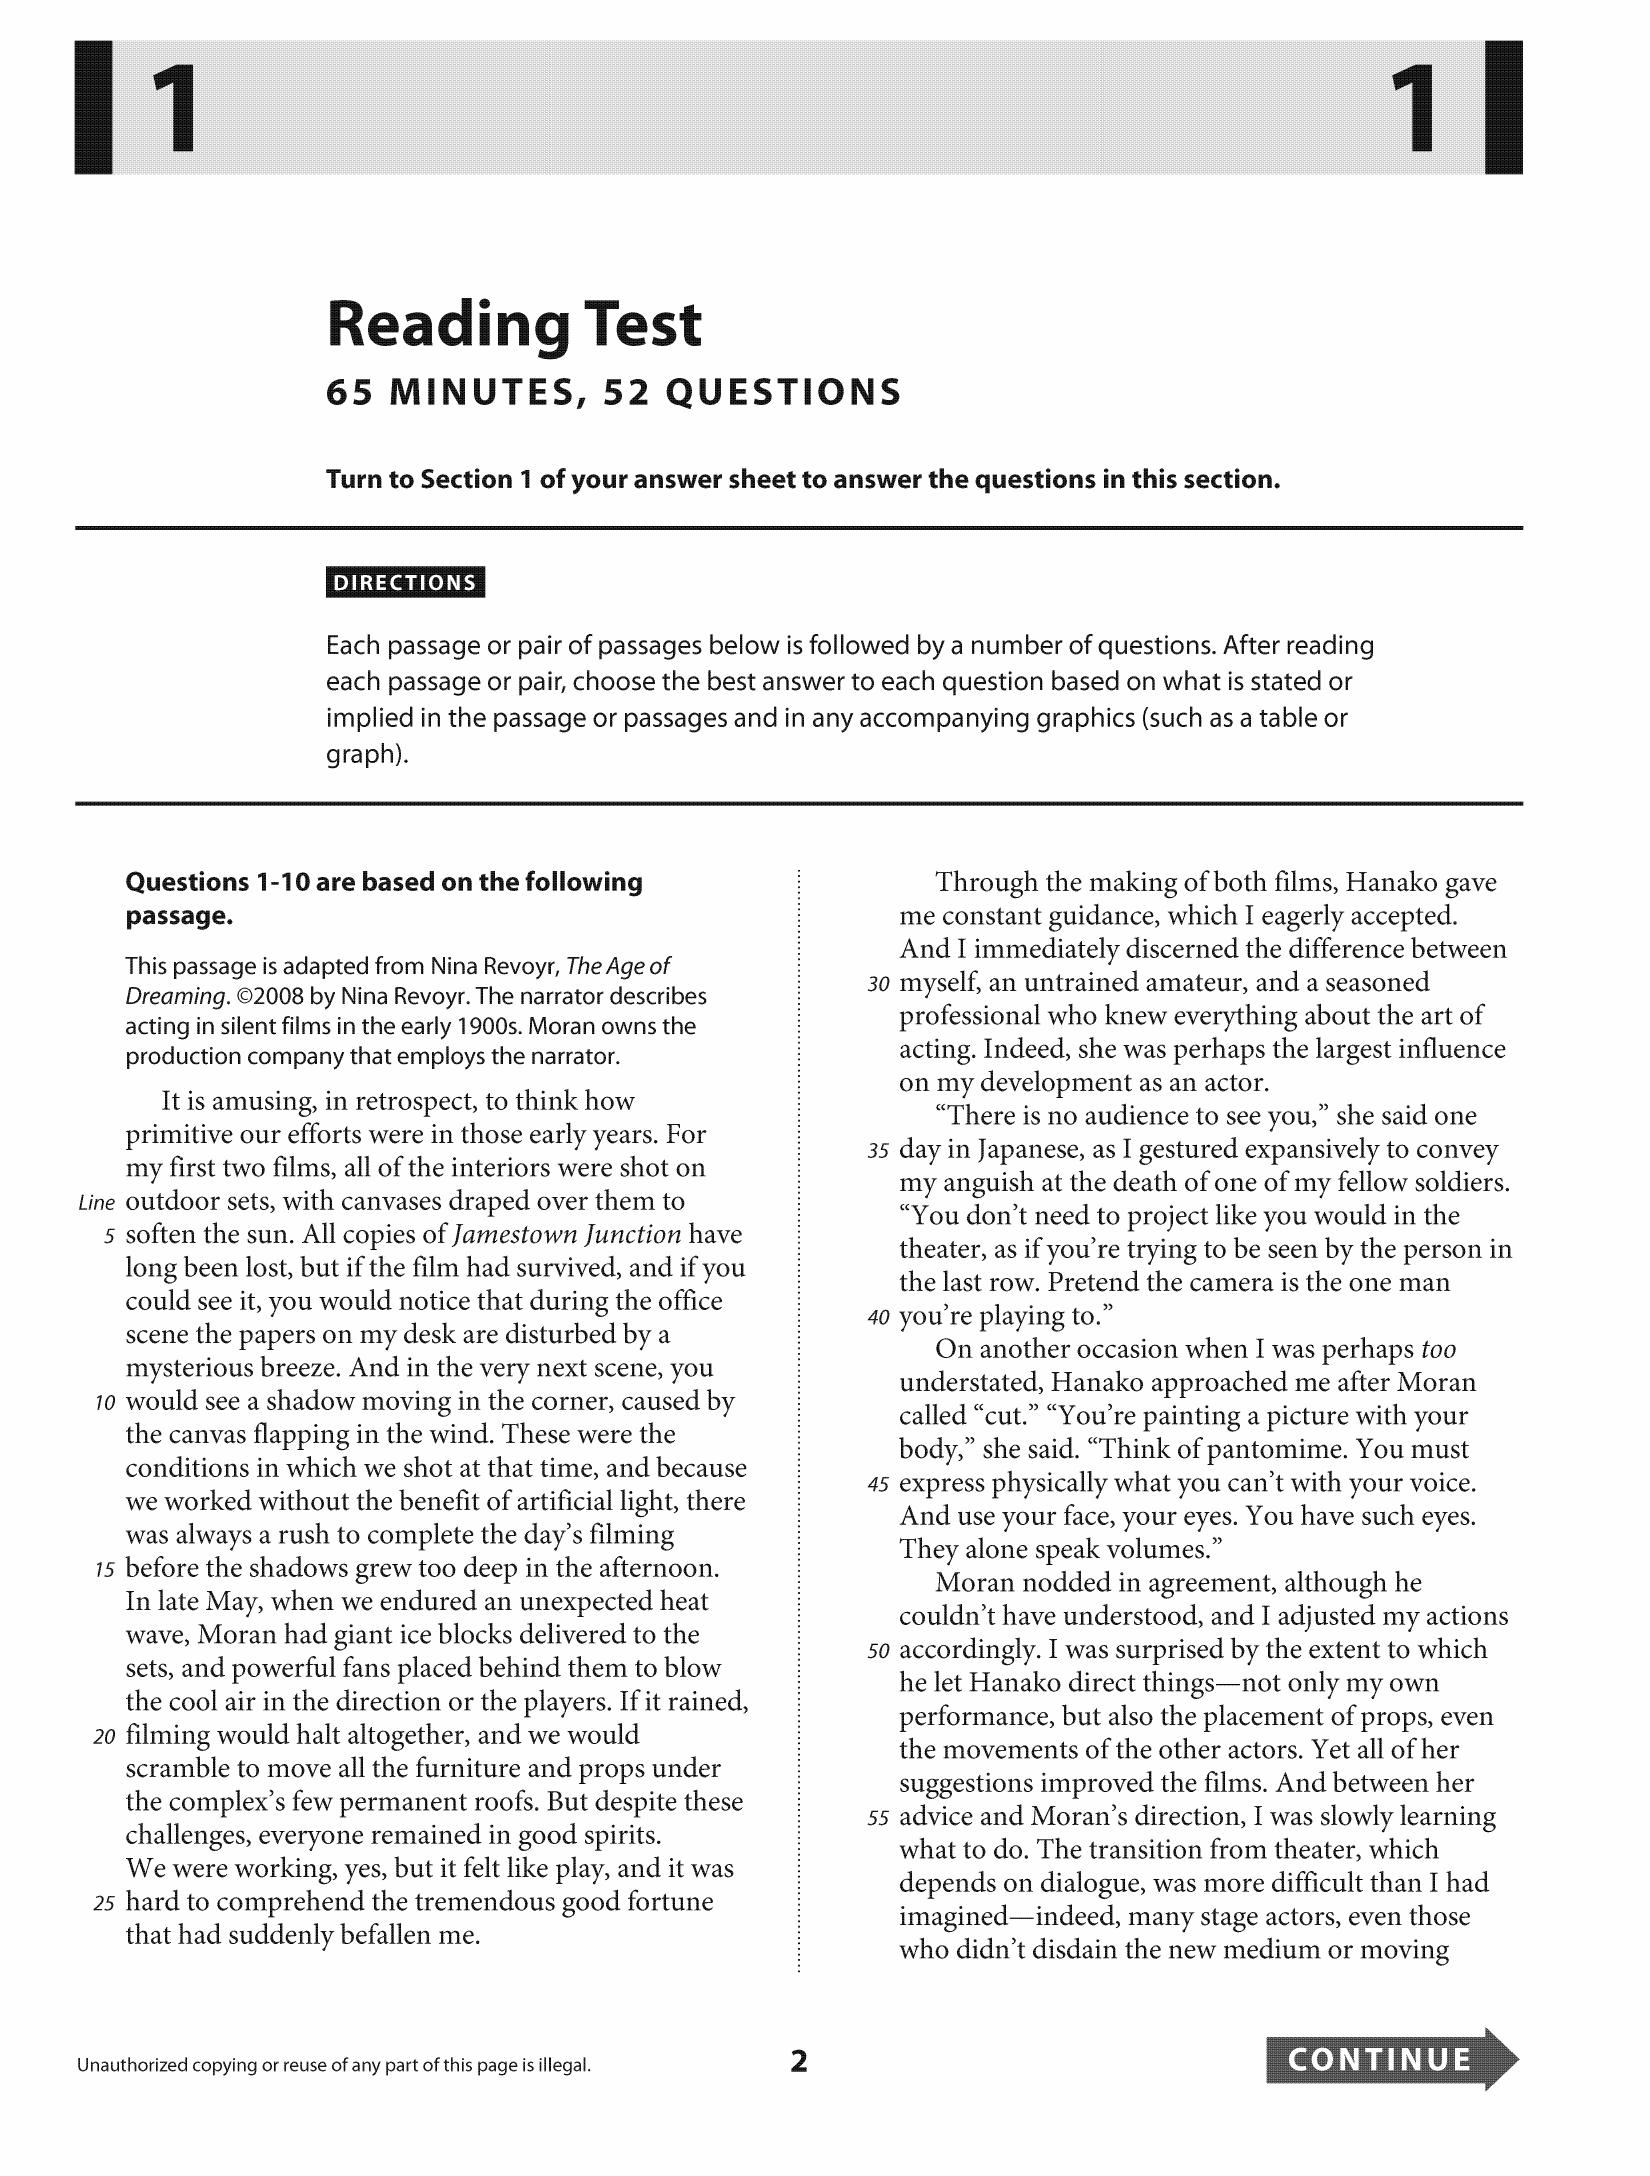 1 1
Reading Test
65 MINUTES, 52 QUESTIONS
Turn to Section 1 of your answer sheet to answer the questions in this section.
DIRECTIONS
Each passage or pair of passages below is followed by a number of questions. After reading
each passage or pair, choose the best answer to each question based on what is stated or
implied in the passage or passages and in any accompanying graphics (such as a table or
graph).
Questions 1-10 are based on the following
passage.
This passage is adapted from Nina Revoyr, The Age of
Dreaming. ©2008 by Nina Revoyr. The narrator describes
acting in silent films in the early 1900s. Moran owns the
production company that employs the narrator.
It is amusing, in retrospect, to think how
primitive our efforts were in those early years. For
my first two films, all of the interiors were shot on
Line outdoor sets, with canvases draped over them to
5 soften the sun. All copies of Jamestown Junction have
long been lost, but if the film had survived, and if you
could see it, you would notice that during the office
scene the papers on my desk are disturbed by a
mysterious breeze. And in the very next scene, you
10 would see a shadow moving in the corner, caused by
the canvas flapping in the wind. These were the
conditions in which we shot at that time, and because
we worked without the benefit of artificial light, there
was always a rush to complete the day's filming
15 before the shadows grew too deep in the afternoon.
In late May, when we endured an unexpected heat
wave, Moran had giant ice blocks delivered to the
sets, and powerful fans placed behind them to blow
the cool air in the direction or the players. If it rained,
20 filming would halt altogether, and we would
scramble to move all the furniture and props under
the complex's few permanent roofs. But despite these
challenges, everyone remained in good spirits.
We were working, yes, but it felt like play, and it was
25 hard to comprehend the tremendous good fortune
that had suddenly befallen me.
Through the making of both films, Hanako gave
me constant guidance, which I eagerly accepted.
And I immediately discerned the difference between
30 myself, an untrained amateur, and a seasoned
professional who knew everything about the art of
acting. Indeed, she was perhaps the largest influence
on my development as an actor.
“There is no audience to see you,” she said one
35 day in Japanese, as I gestured expansively to convey
my anguish at the death of one of my fellow soldiers.
“You don't need to project like you would in the
theater, as if you're trying to be seen by the person in
the last row. Pretend the camera is the one man
40 you're playing to.”
On another occasion when I was perhaps too
understated, Hanako approached me after Moran
called “cut.” “You're painting a picture with your
body,” she said. “Think of pantomime. You must
45 express physically what you can't with your voice.
And use your face, your eyes. You have such eyes.
They alone speak volumes.”
Moran nodded in agreement, although he
couldn't have understood, and I adjusted my actions
50 accordingly. I was surprised by the extent to which
he let Hanako direct things—not only my own
performance, but also the placement of props, even
the movements of the other actors. Yet all of her
suggestions improved the films. And between her
55 advice and Moran's direction, I was slowly learning
what to do. The transition from theater, which
depends on dialogue, was more difficult than I had
imagined—indeed, many stage actors, even those
who didn't disdain the new medium or moving
Unauthorized copying or reuse of any part of this page is illegal.
2
CONTINUE